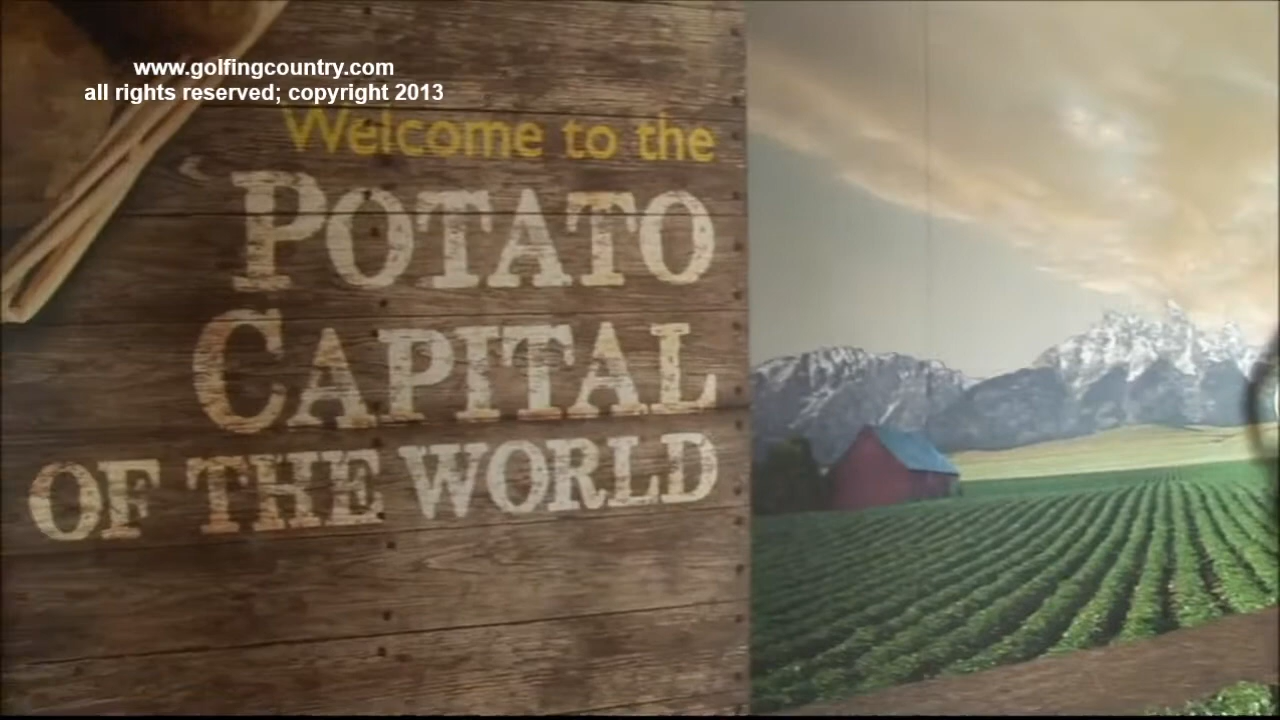 www.golfingcountry.com
all rights reserved; copyright 2013
Welcome to the
POTATO
CAPITAL
OF THE WORLD